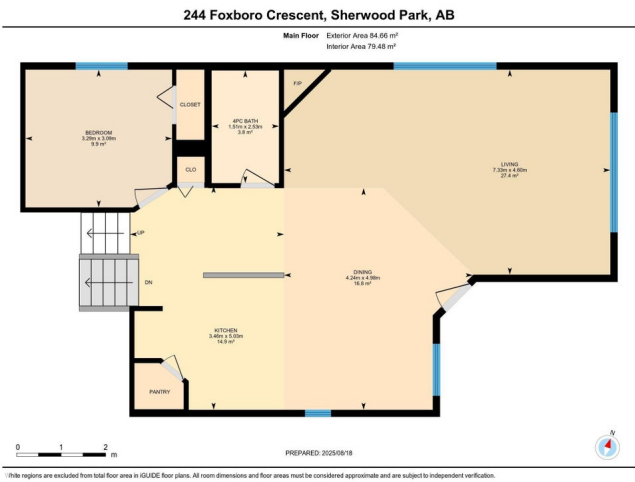 244 Foxboro Crescent, Sherwood Park, AB
Main Floor Exterior Area 84.66 m²
Interior Area 79.48 m²
F/P
CLOSET
4PC BATH
1.51m x 2.53m
3.8 m²
BEDROOM
3.29m x 3.09m
9.9 m²
LIVING
7.33m x 4.60m
27.4 m²
CLO
UP
DINING
4.24m x 4.98m
18.8 m²
DN
KITCHEN
3.46m x 5.03m
14.9 m²
PANTRY
N
0 1 2 m
PREPARED: 2025/08/18
White regions are excluded from total floor area in iGUIDE floor plans. All room dimensions and floor areas must be considered approximate and are subject to independent verification.